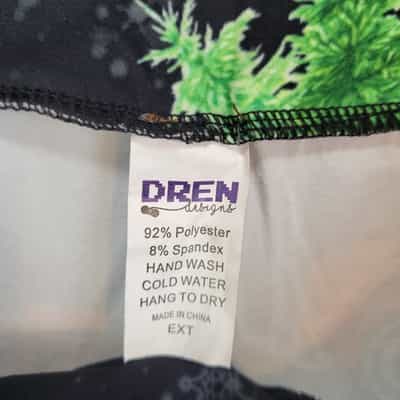 DREN
designs
92% Polyester
8% Spandex
HAND WASH
COLD WATER
HANG TO DRY
MADE IN CHINA
EXT